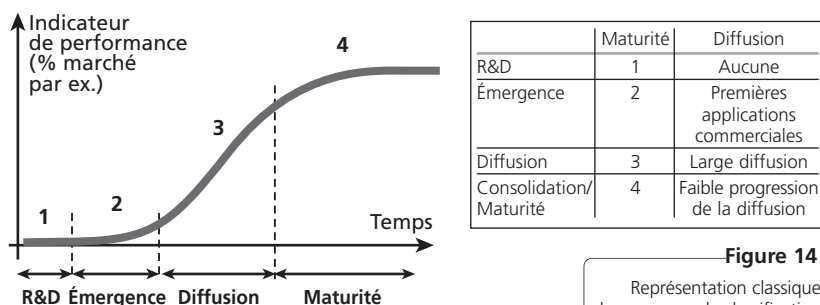 Indicateur
de performance
(% marché
par ex.)
4
3
2
1
Temps
R&D Émergence Diffusion Maturité
Maturité Diffusion
R&D 1 Aucune
Émergence 2 Premières
applications
commerciales
Diffusion 3 Large diffusion
Consolidation/ 4 Faible progression
Maturité de la diffusion
Figure 14
Représentation classique